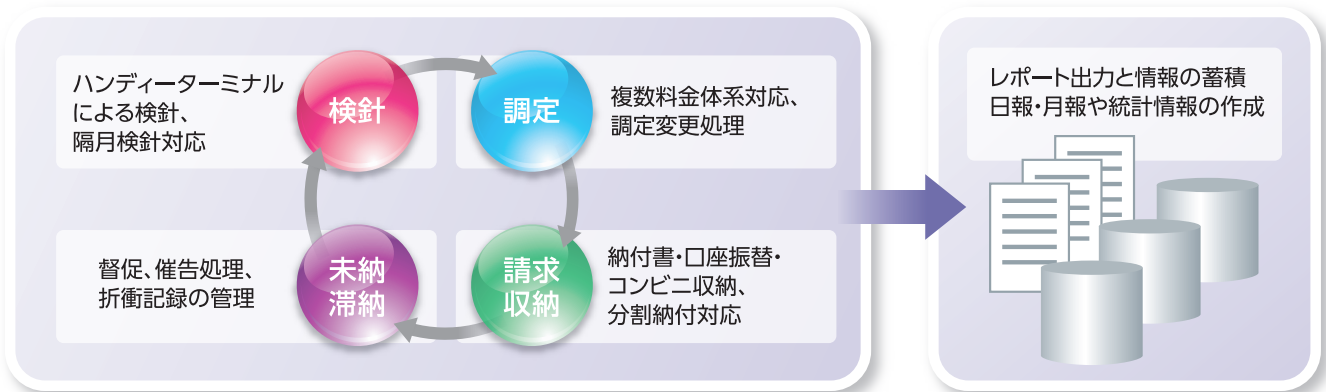 ハンディーターミナル
による検針、
隔月検針対応
検針
調定
複数料金体系対応、
調定変更処理
督促、催告処理、
折衝記録の管理
未納
滞納
請求
収納
納付書・口座振替・
コンビニ収納、
分割納付対応
レポート出力と情報の蓄積
日報・月報や統計情報の作成